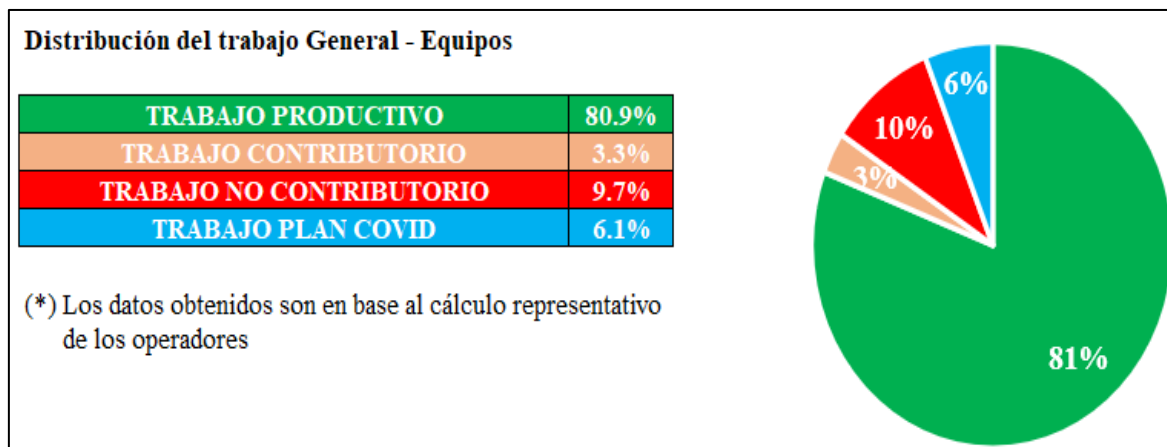 Distribución del trabajo General - Equipos
TRABAJO PRODUCTIVO 80.9%
TRABAJO CONTRIBUTORIO 3.3%
TRABAJO NO CONTRIBUTORIO 9.7%
TRABAJO PLAN COVID 6.1%
(*) Los datos obtenidos son en base al cálculo representativo
de los operadores
6%
10%
3%
81%